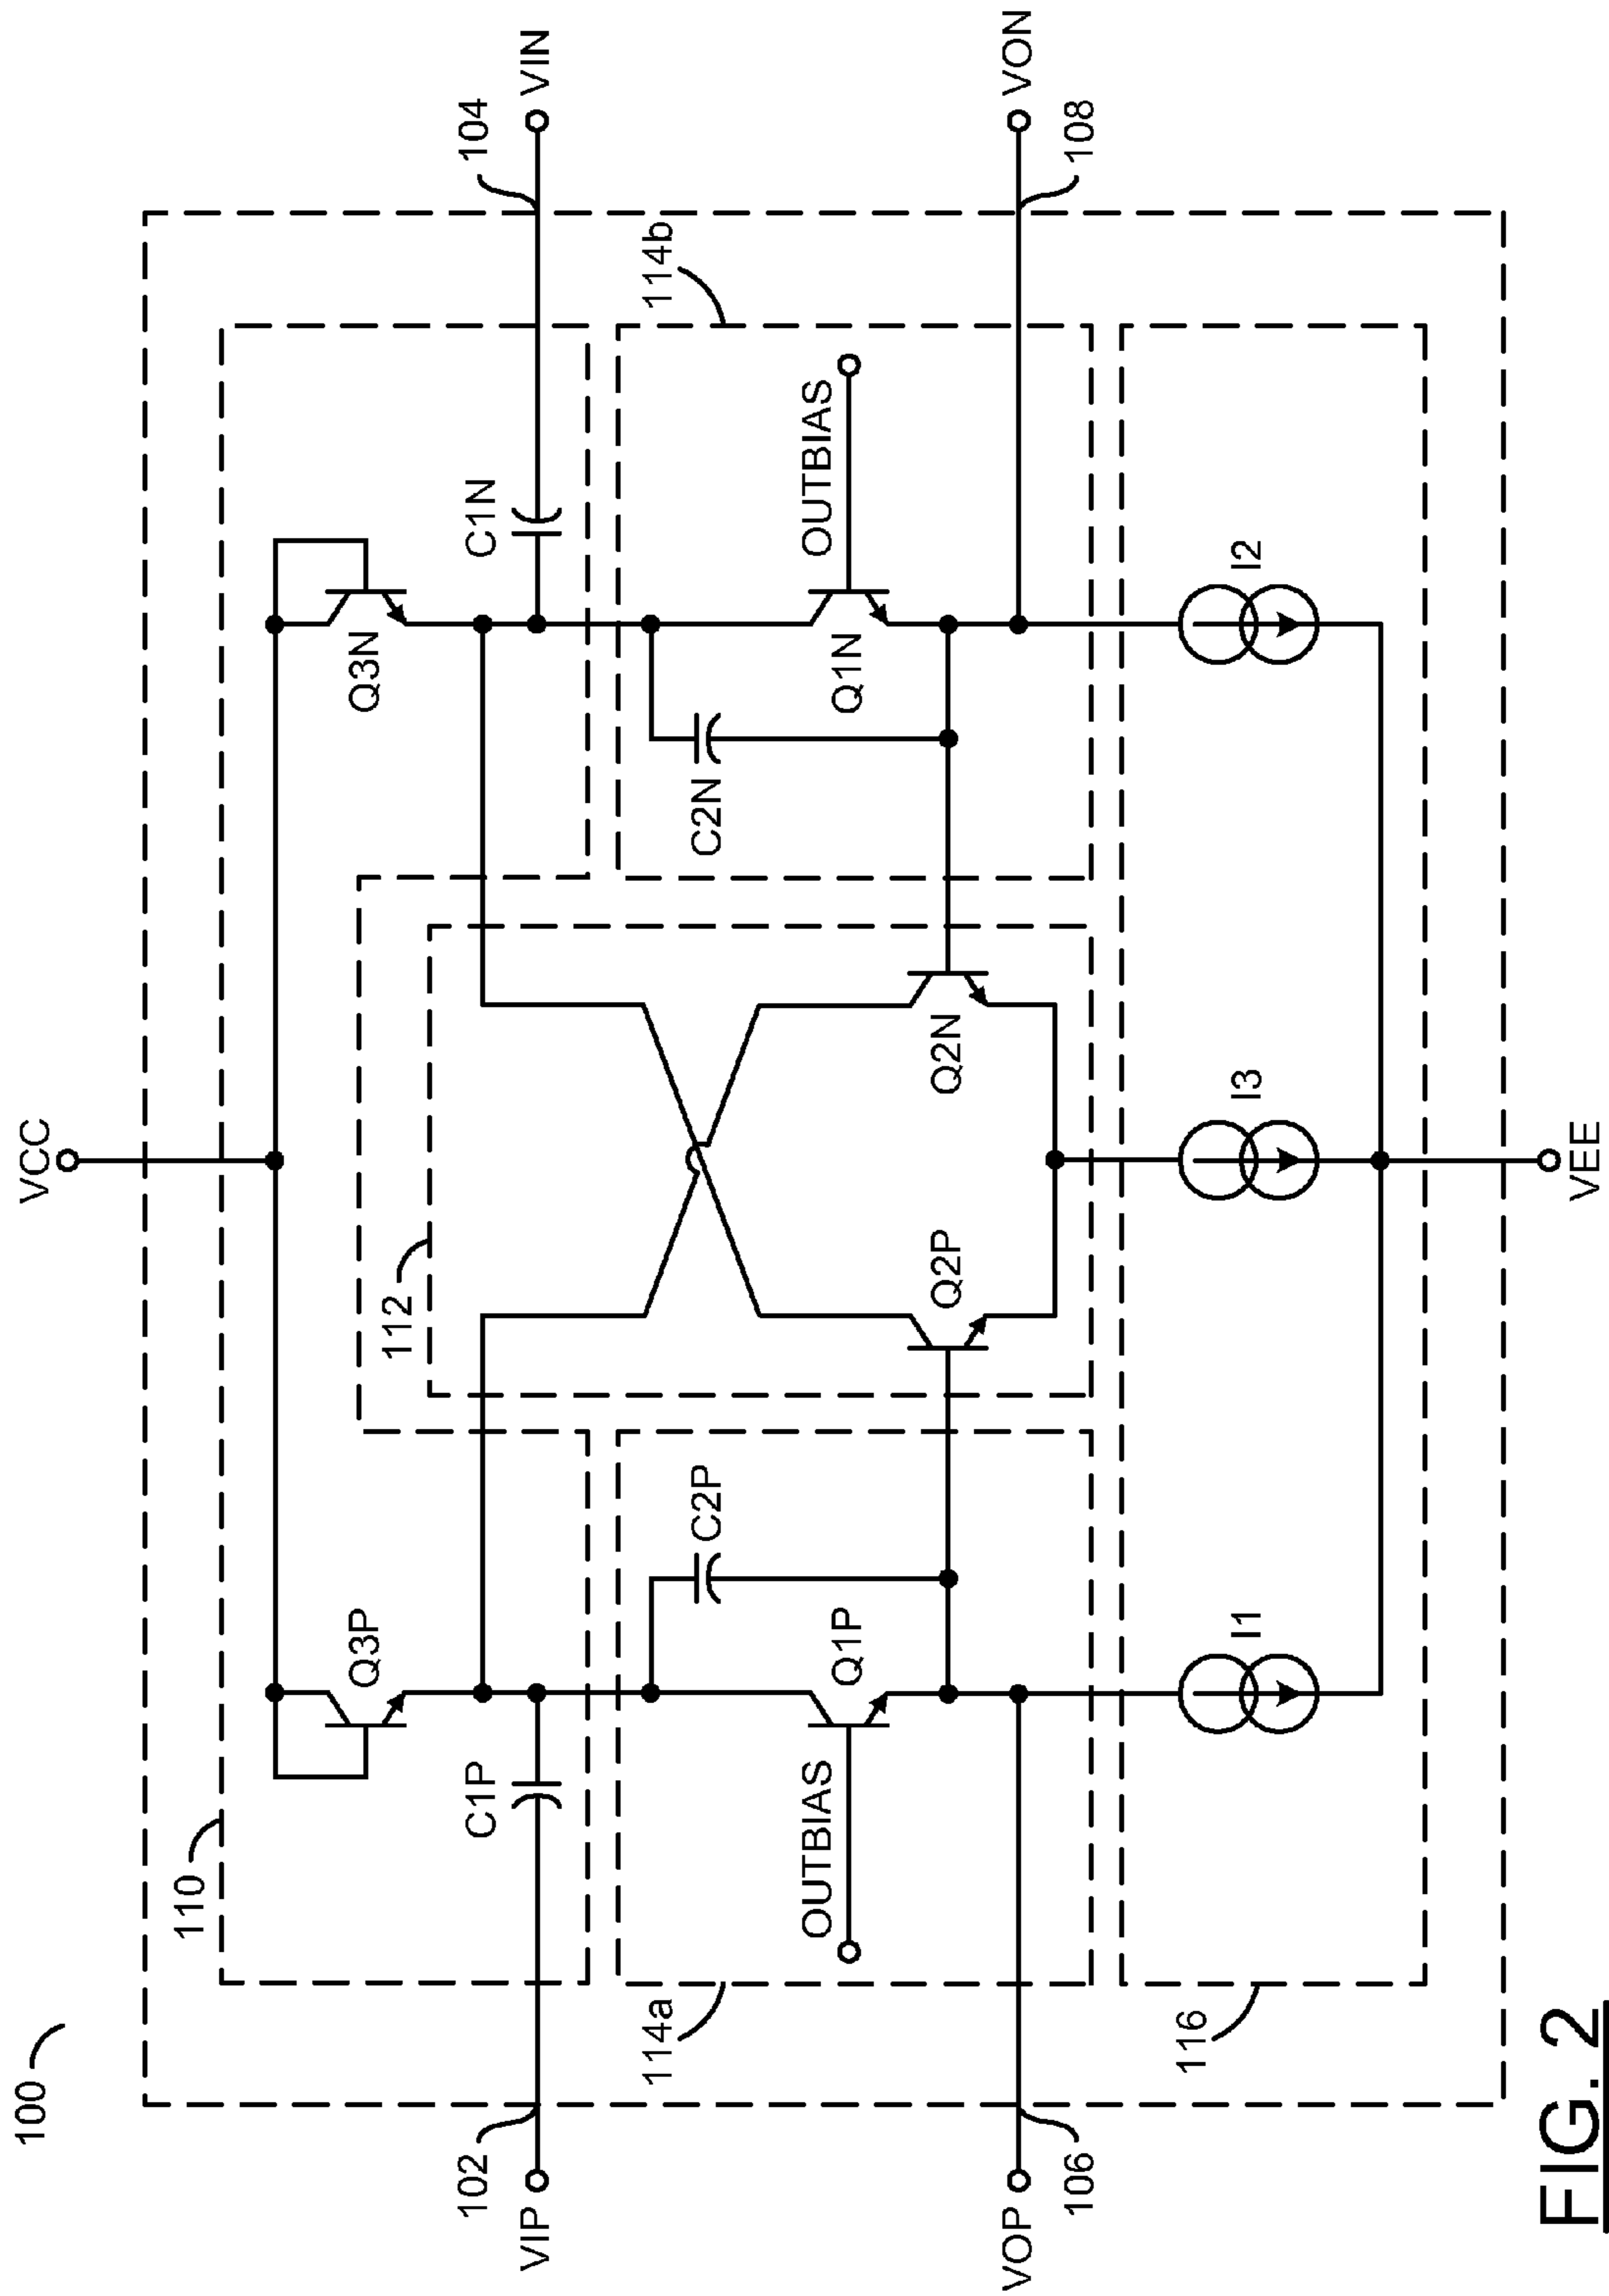 100
VCC
110
Q3P
Q3N
112
102
VIP
C1P
C1N
104
VIN
114a
C2P
C2N
114b
OUTBIAS
Q1P
Q2P
Q2N
Q1N
OUTBIAS
VOP
106
108
VON
116
I1
I3
I2
VEE
FIG. 2